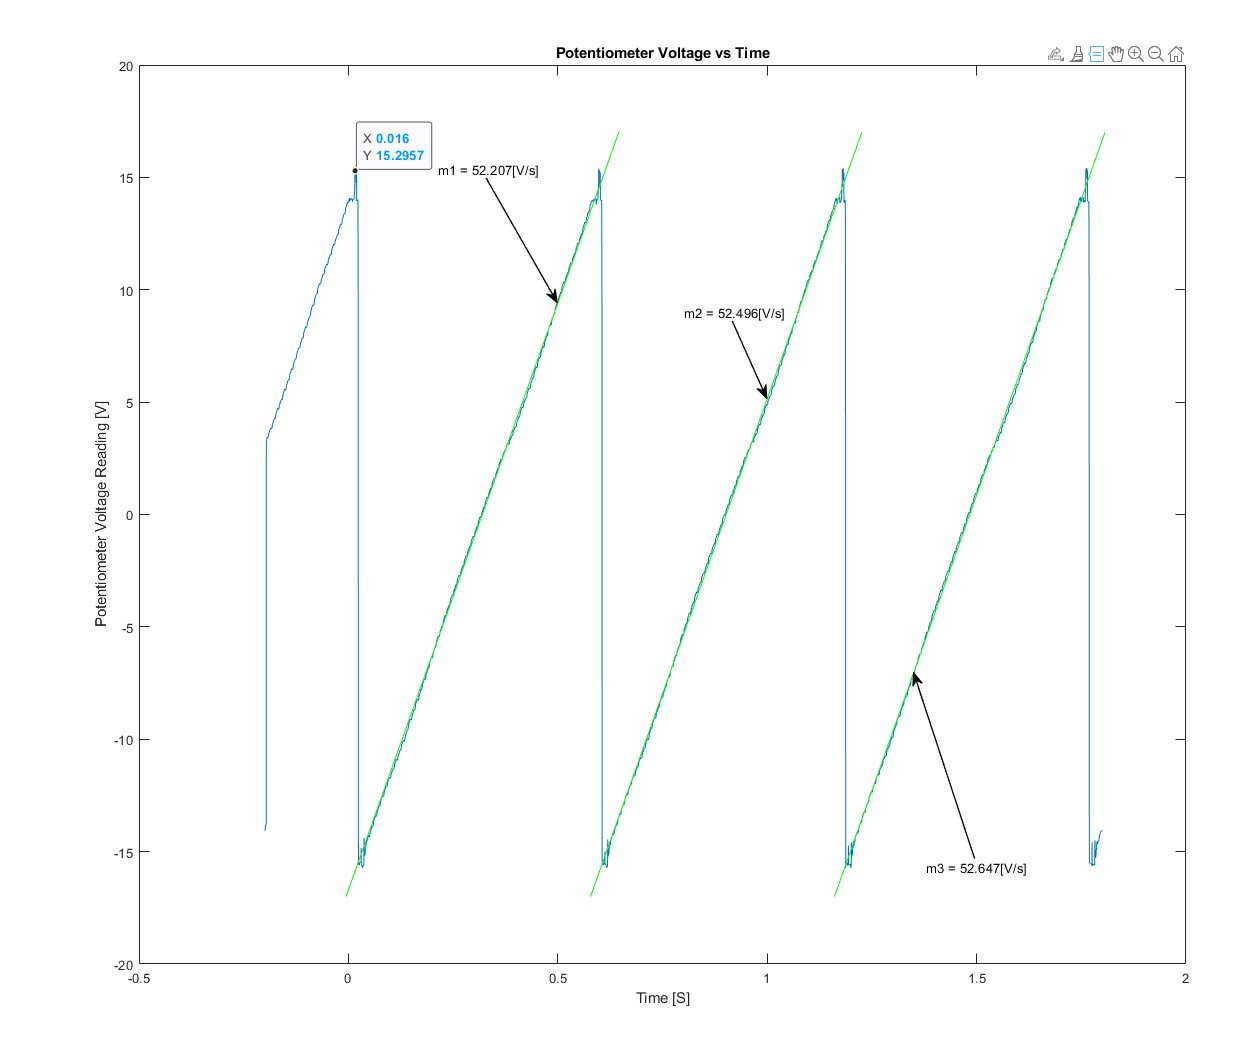 Potentiometer Voltage vs Time
20
15
10
5
0
-5
-10
-15
-20
Potentiometer Voltage Reading [V]
X 0.016
Y 15.2957
m1 = 52.207[V/s]
m2 = 52.496[V/s]
m3 = 52.647[V/s]
-0.5
0
0.5
1
1.5
2
Time [S]